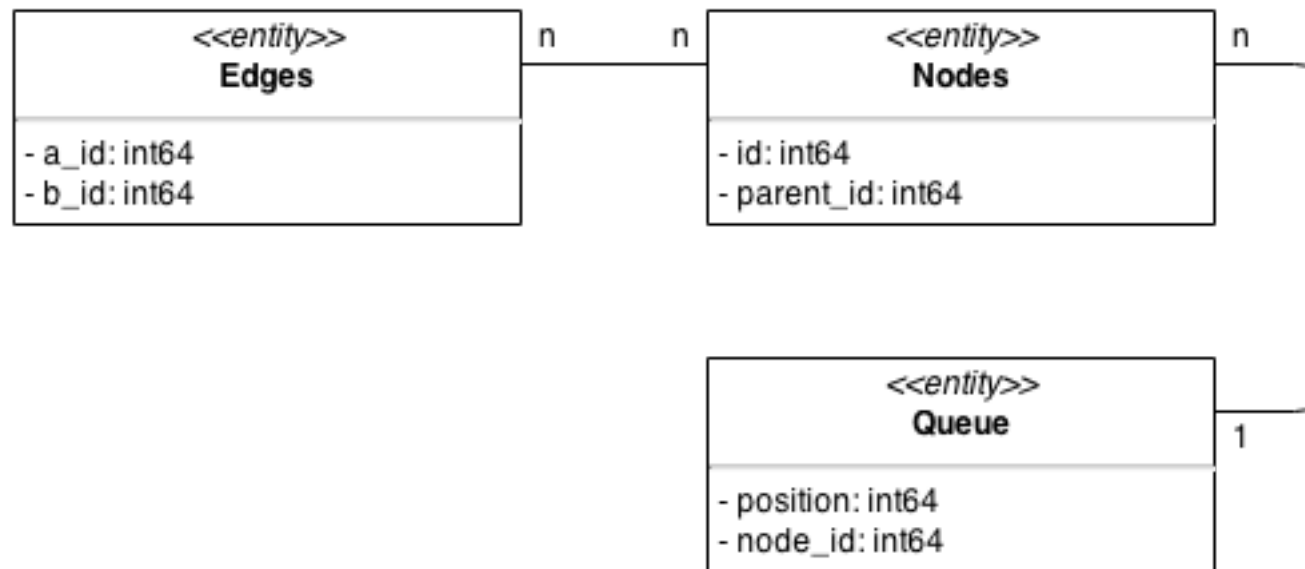 <<entity>>
Edges
- a_id: int64
- b_id: int64
n
n
<<entity>>
Nodes
- id: int64
- parent_id: int64
n
<<entity>>
Queue
- position: int64
- node_id: int64
1